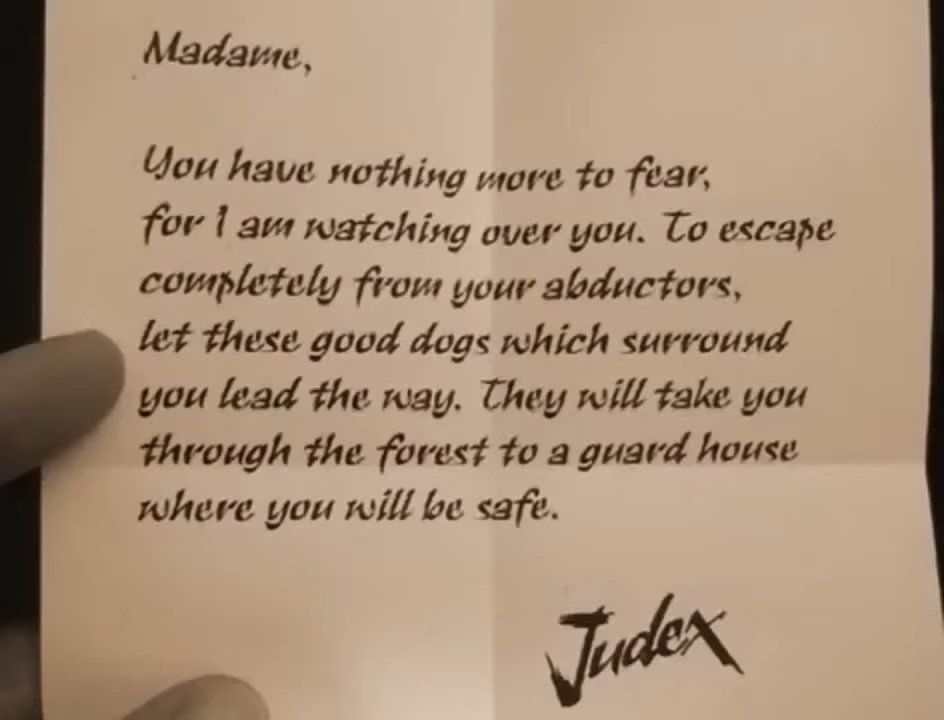 Madame,
You have nothing more to fear,
for I am watching over you. To escape
completely from your abductors,
let these good dogs which surround
you lead the way. They will take you
through the forest to a guard house
where you will be safe.
Judex